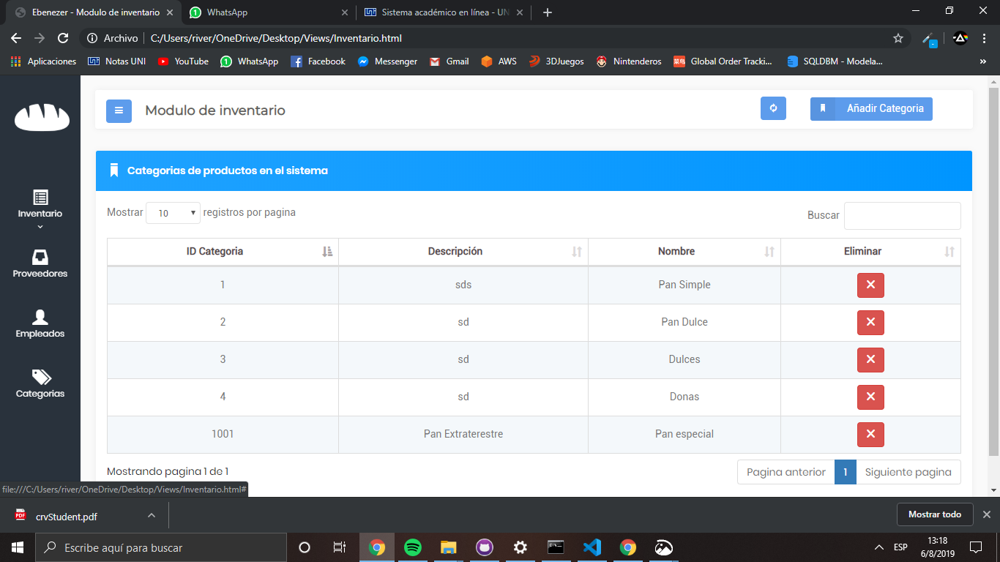 Ebenezer - Modulo de inventario
WhatsApp
Sistema académico en línea - UN
Archivo
C:/Users/river/OneDrive/Desktop/Views/Inventario.html
Aplicaciones
Notas UNI
YouTube
WhatsApp
Facebook
Messenger
Gmail
AWS
3DJuegos
Nintenderos
Global Order Tracki...
SQLDBM - Modela...
»
Modulo de inventario
Añadir Categoria
Categorias de productos en el sistema
Inventario
Proveedores
Empleados
Categorias
Mostrar 10 registros por pagina
Buscar
ID Categoria Descripción Nombre Eliminar
1 sds Pan Simple
2 sd Pan Dulce
3 sd Dulces
4 sd Donas
1001 Pan Extraterestre Pan especial
Mostrando pagina 1 de 1
Pagina anterior 1 Siguiente pagina
file:///C:/Users/river/OneDrive/Desktop/Views/Inventario.html#
PDF
crvStudent.pdf
Mostrar todo
Escribe aquí para buscar
ESP
13:18
6/8/2019